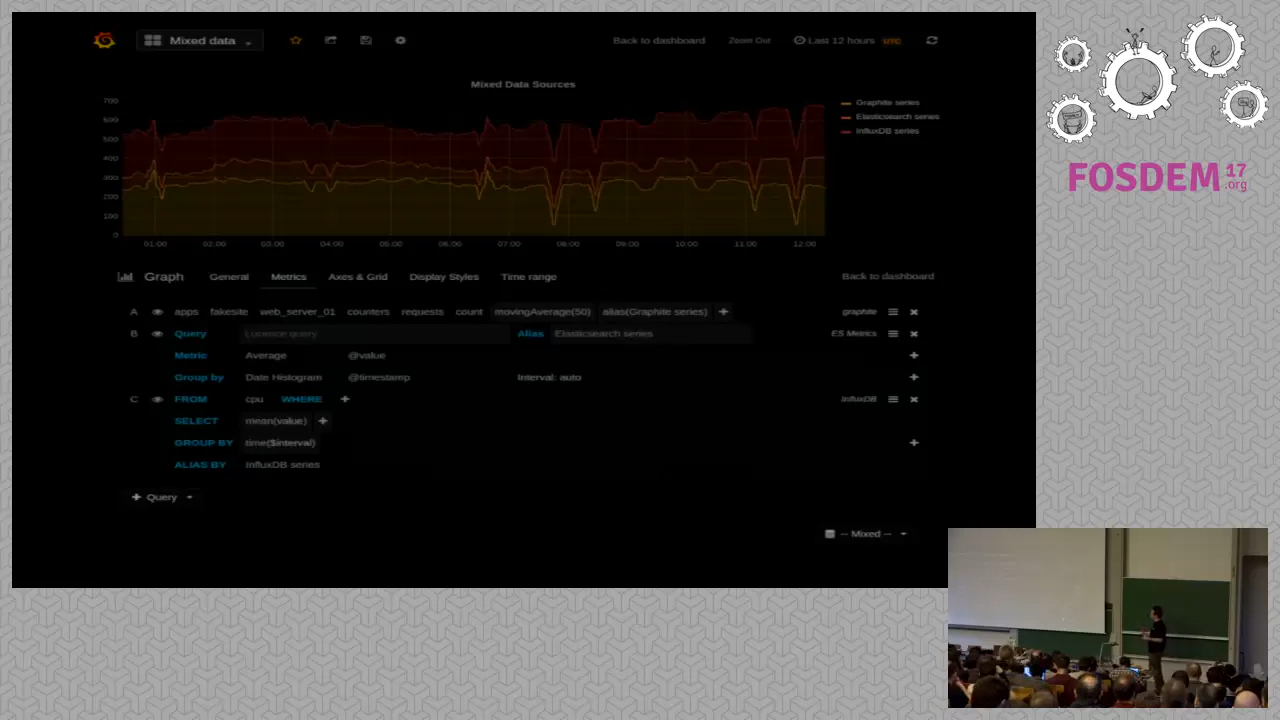 Mixed data
Back to dashboard Zoom Out Last 12 hours UTC
Mixed Data Sources
700
600
500
400
300
200
100
0
01:00 02:00 03:00 04:00 05:00 06:00 07:00 08:00 09:00 10:00 11:00 12:00
Graphite series
Elasticsearch series
InfluxDB series
Graph General Metrics Axes & Grid Display Styles Time range Back to dashboard
A apps fakesite web_server_01 counters requests count movingAverage(50) alias(Graphite series) + graphite
B Query Lucene query Alias Elasticsearch series ES Metrics
Metric Average @value +
Group by Date Histogram @timestamp Interval: auto +
C FROM cpu WHERE + InfluxDB
SELECT mean(value) +
GROUP BY time($interval) +
ALIAS BY InfluxDB series
+ Query
-- Mixed --
FOSDEM 17
.org